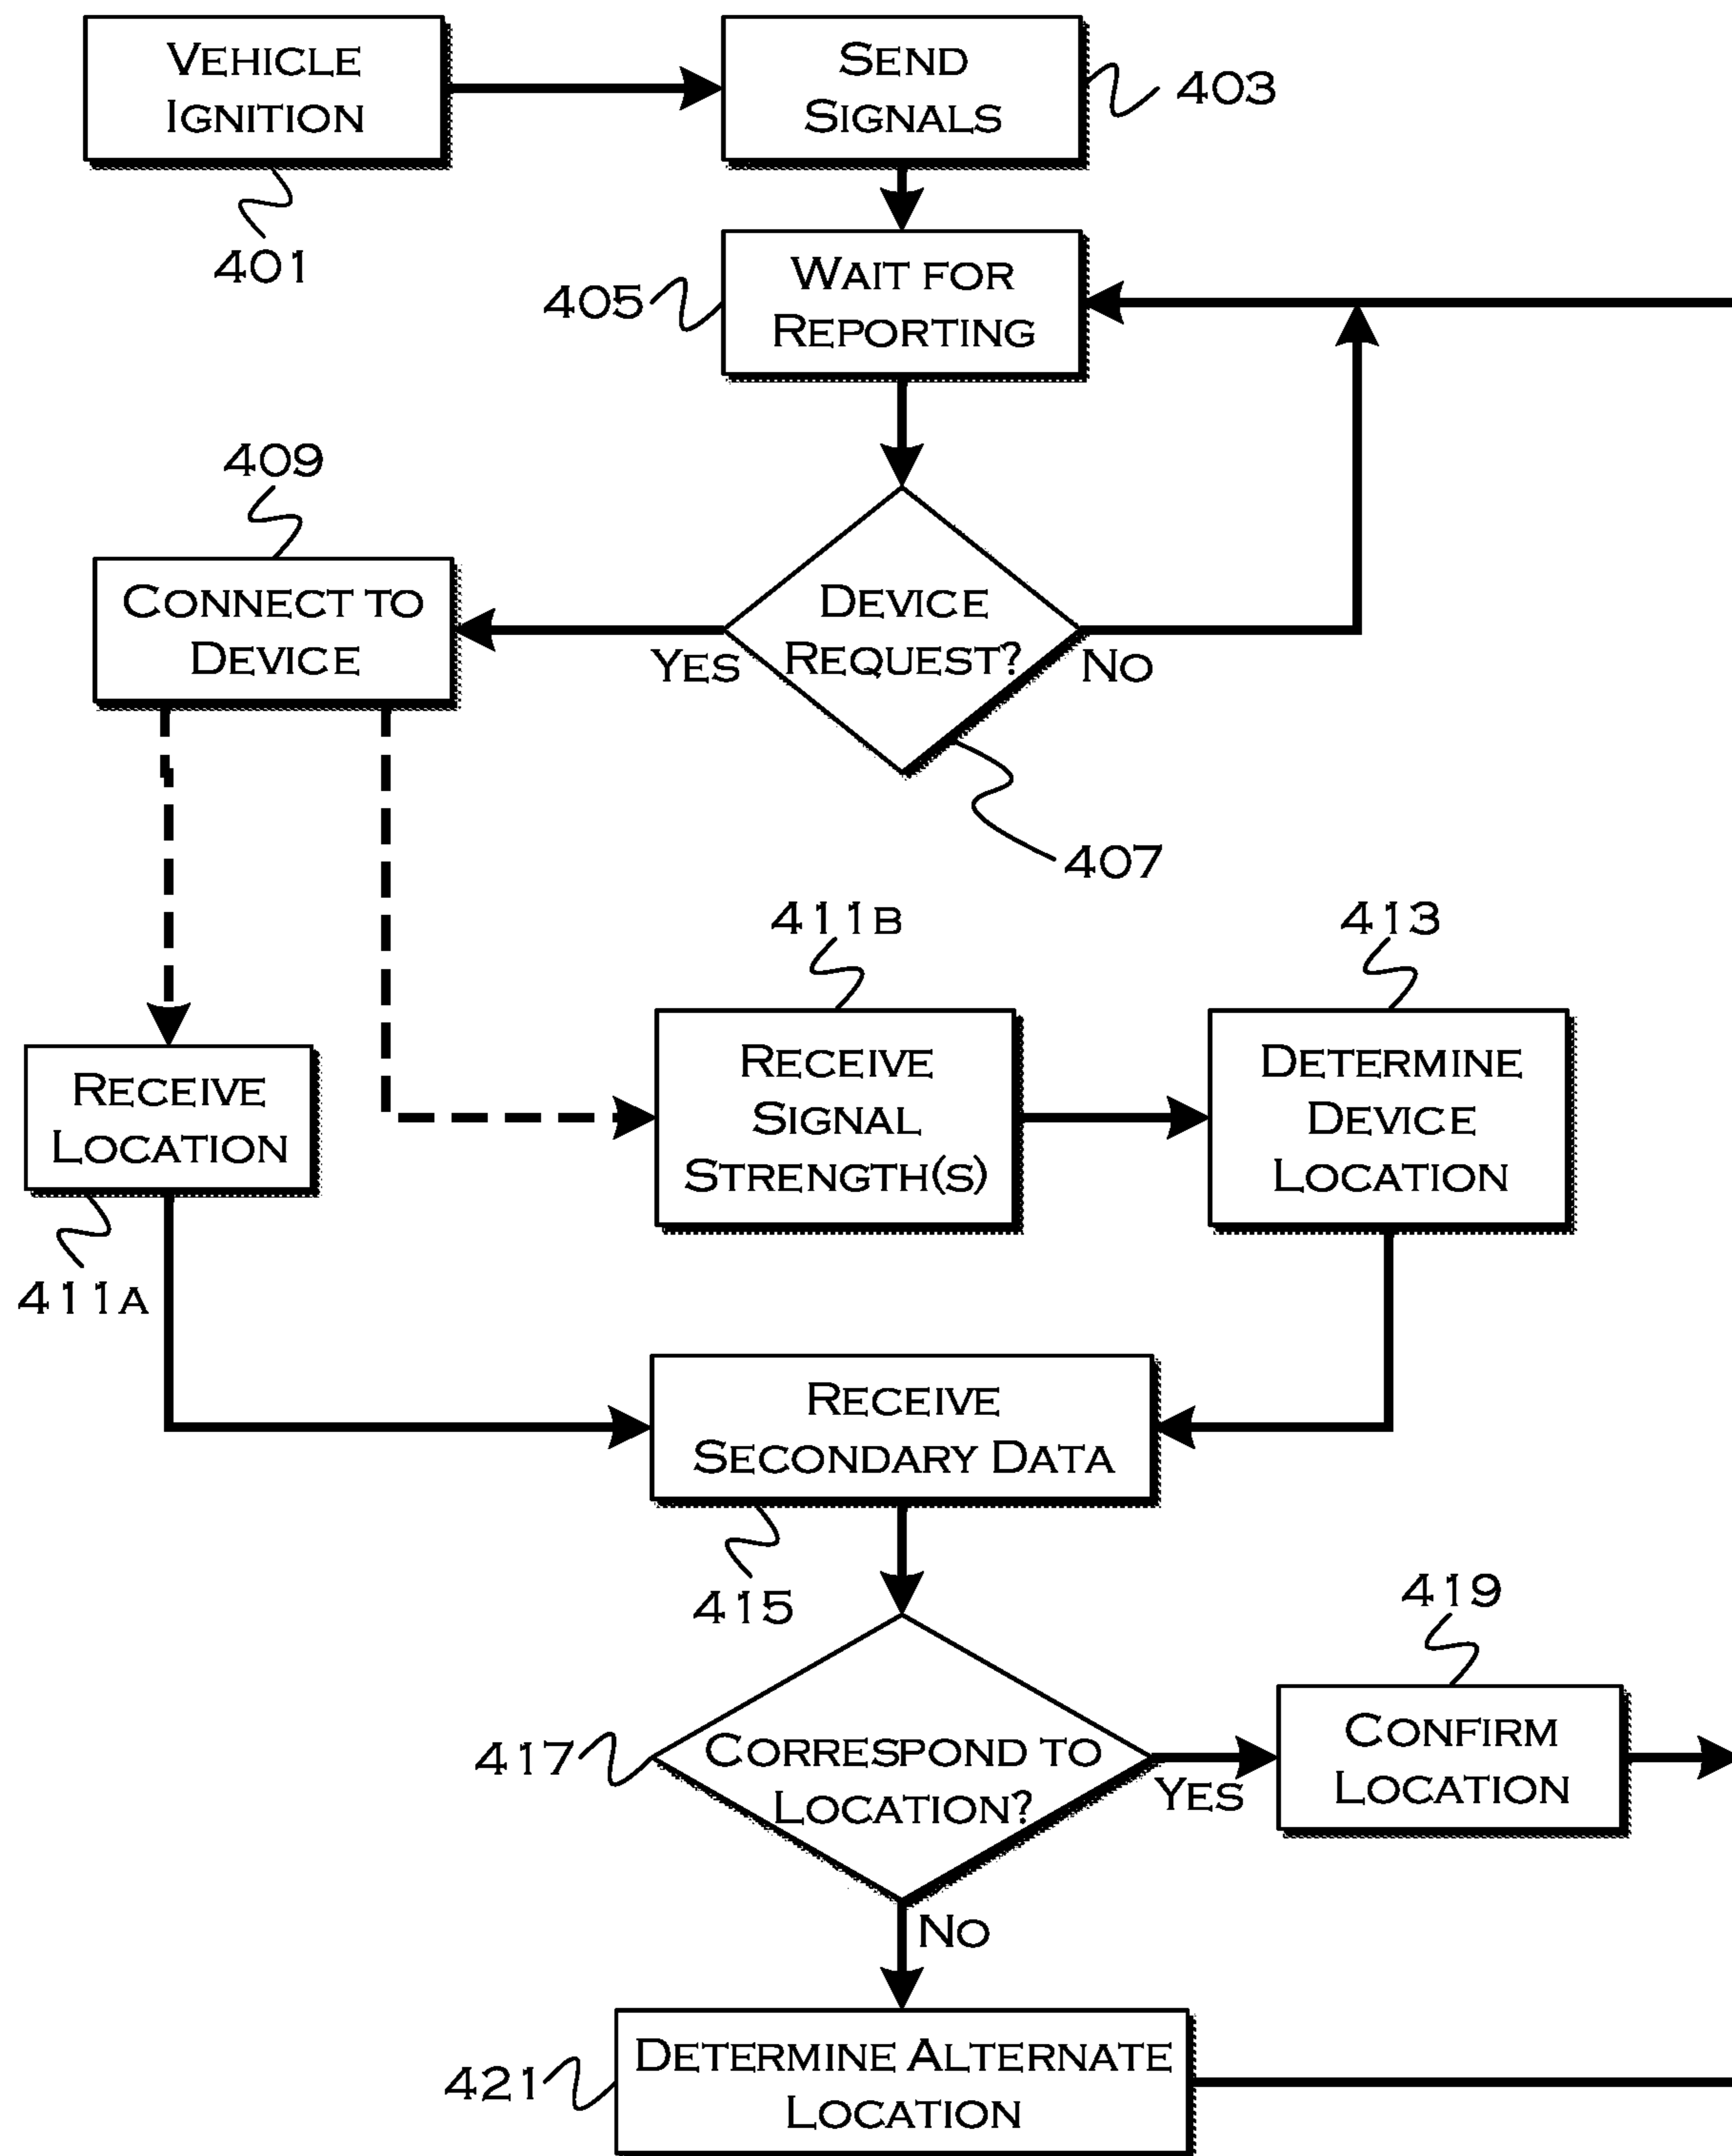 VEHICLE
IGNITION
SEND
SIGNALS
403
401
WAIT FOR
REPORTING
405
409
CONNECT TO
DEVICE
DEVICE
REQUEST?
YES
NO
407
411B
413
RECEIVE
LOCATION
RECEIVE
SIGNAL
STRENGTH(S)
DETERMINE
DEVICE
LOCATION
411A
RECEIVE
SECONDARY DATA
415
419
417
CORRESPOND TO
LOCATION?
YES
CONFIRM
LOCATION
NO
421
DETERMINE ALTERNATE
LOCATION